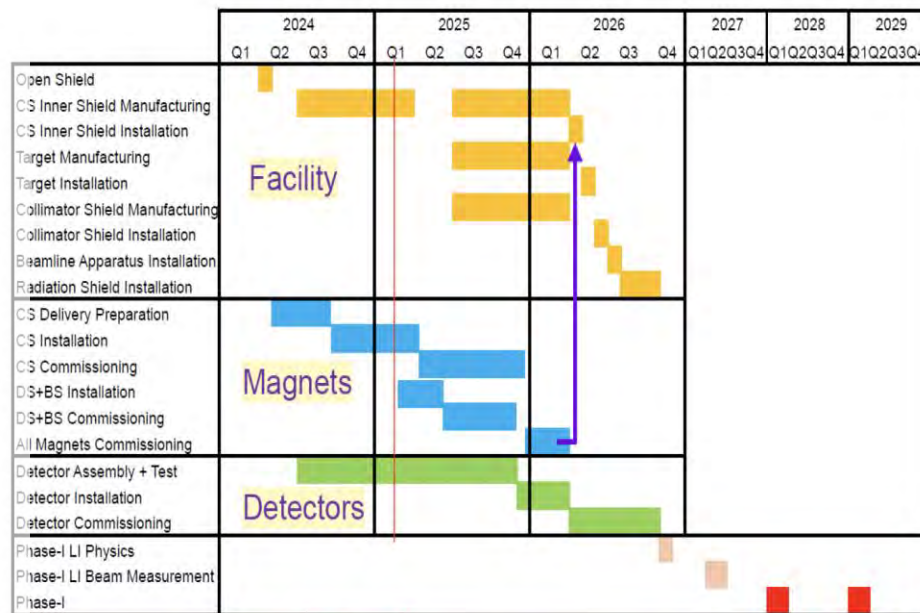 2024 2025 2026 2027 2028 2029
Q1 Q2 Q3 Q4 Q1 Q2 Q3 Q4 Q1 Q2 Q3 Q4 Q1Q2Q3Q4 Q1Q2Q3Q4 Q1Q2Q3Q4
Open Shield
CS Inner Shield Manufacturing
CS Inner Shield Installation
Target Manufacturing
Target Installation
Collimator Shield Manufacturing
Collimator Shield Installation
Beamline Apparatus Installation
Radiation Shield Installation
Facility
CS Delivery Preparation
CS Installation
CS Commissioning
DS+BS Installation
DS+BS Commissioning
All Magnets Commissioning
Magnets
Detector Assembly + Test
Detector Installation
Detector Commissioning
Detectors
Phase-I LI Physics
Phase-I LI Beam Measurement
Phase-I